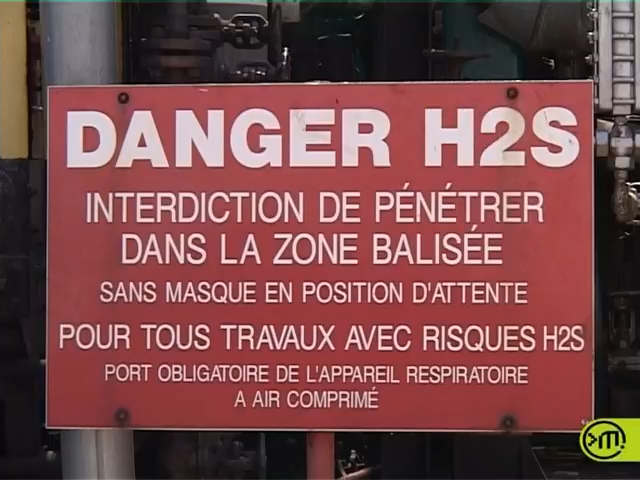 DANGER H2S
INTERDICTION DE PÉNÉTRER
DANS LA ZONE BALISÉE
SANS MASQUE EN POSITION D'ATTENTE
POUR TOUS TRAVAUX AVEC RISQUES H2S
PORT OBLIGATOIRE DE L'APPAREIL RESPIRATOIRE
A AIR COMPRIMÉ
m